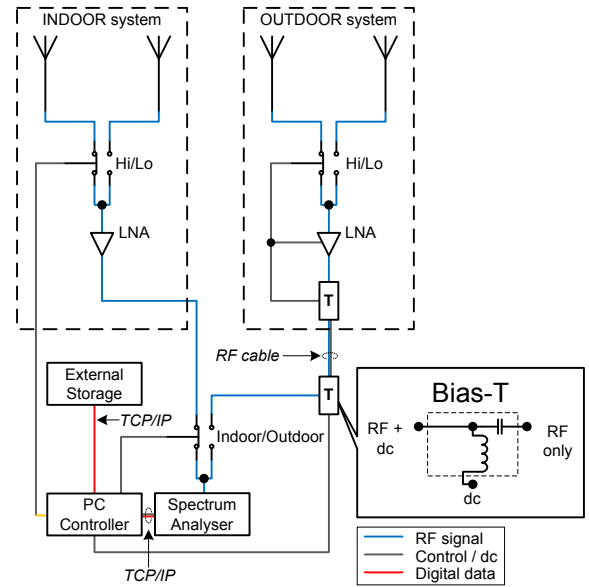 INDOOR system
OUTDOOR system
Hi/Lo
Hi/Lo
LNA
LNA
T
RF cable
External
Storage
T
TCP/IP
Indoor/Outdoor
PC
Controller
Spectrum
Analyser
TCP/IP
Bias-T
RF +
dc
RF
only
dc
RF signal
Control / dc
Digital data